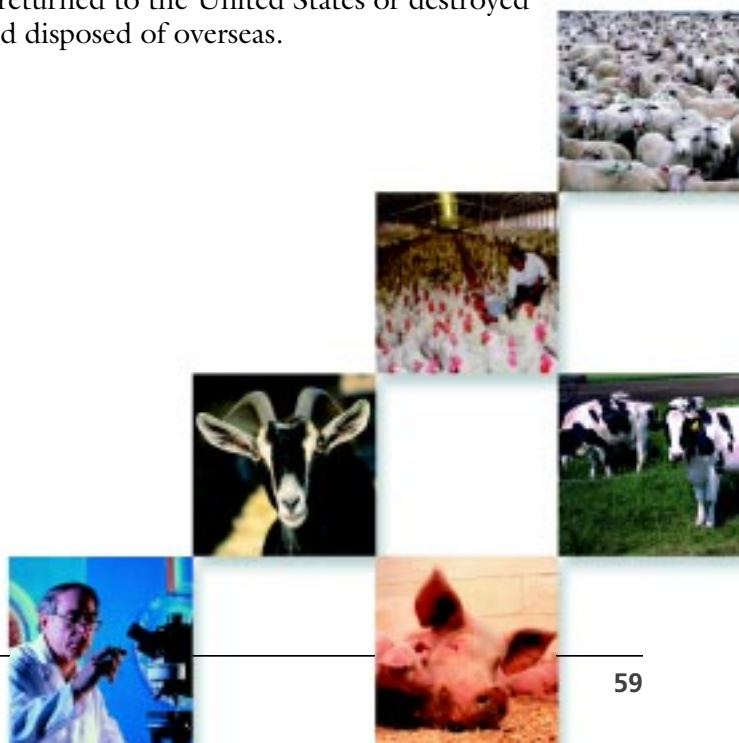 returned to the United States or destroyed
d disposed of overseas.
59